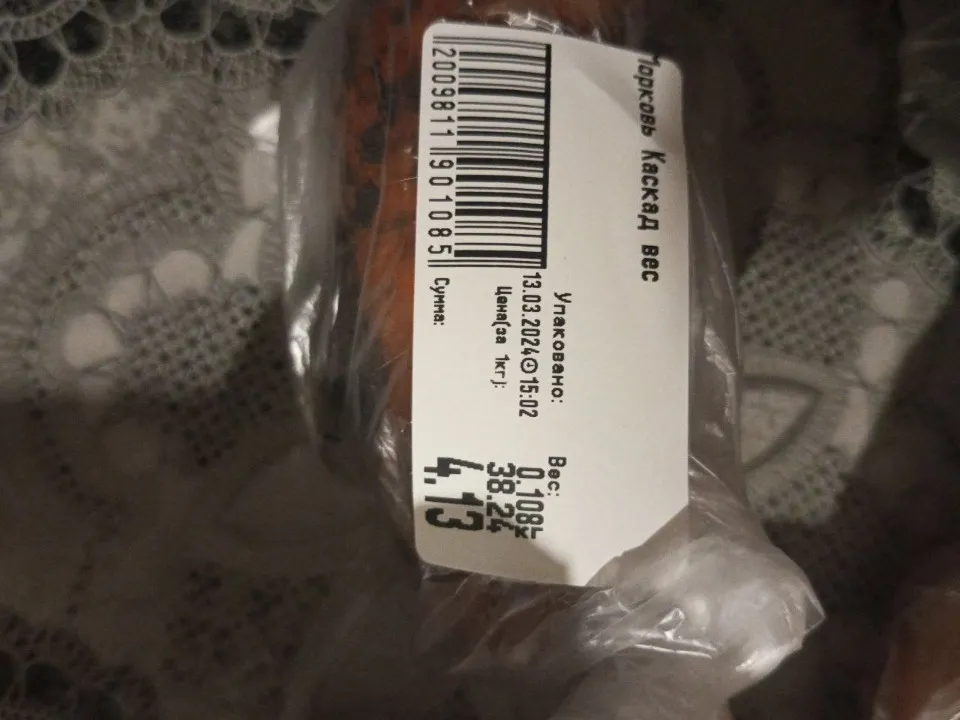 Морковь Каскад вес
Упаковано: Вес:
13.03.2024 15:02 0.108кг
Цена(за 1кг): 38.24
Сумма: 4.13
2009811901085